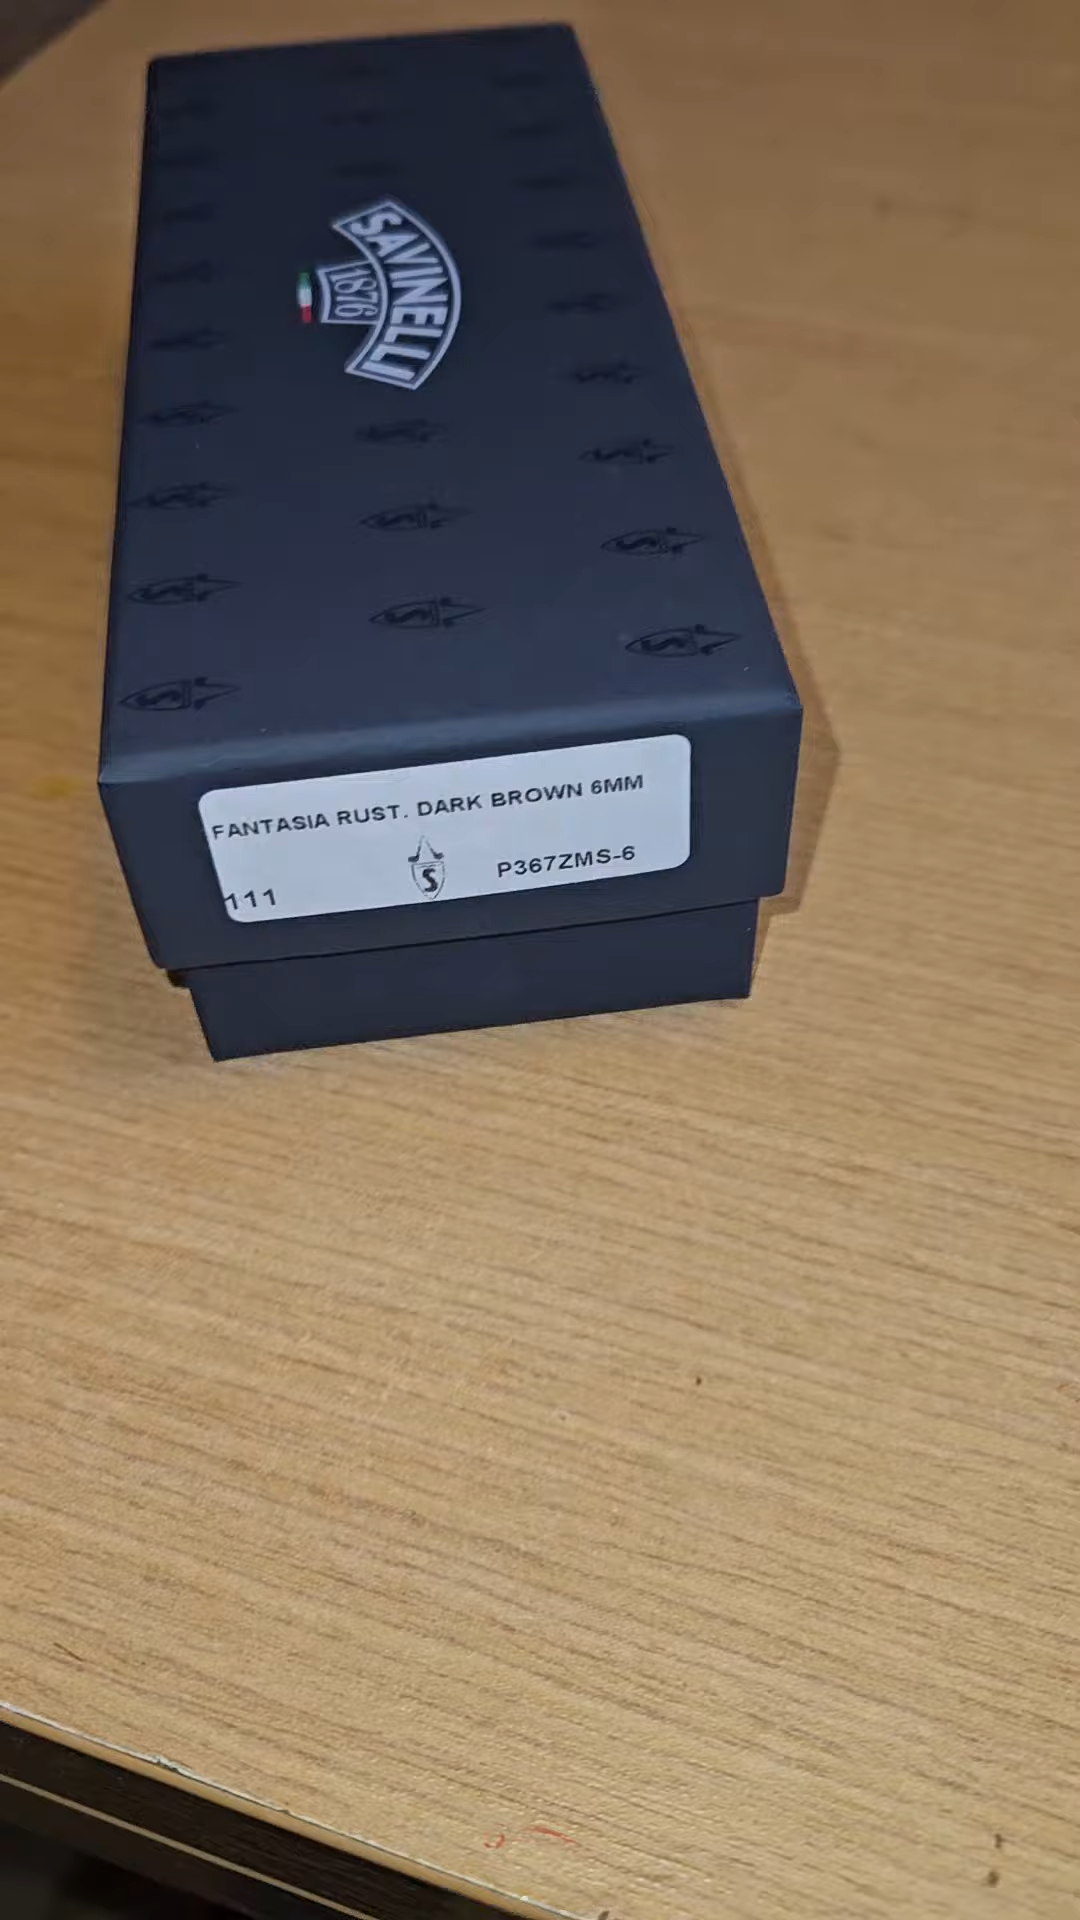 SAVINELLI
1876
FANTASIA RUST. DARK BROWN 6MM
111
S
P367ZMS-6